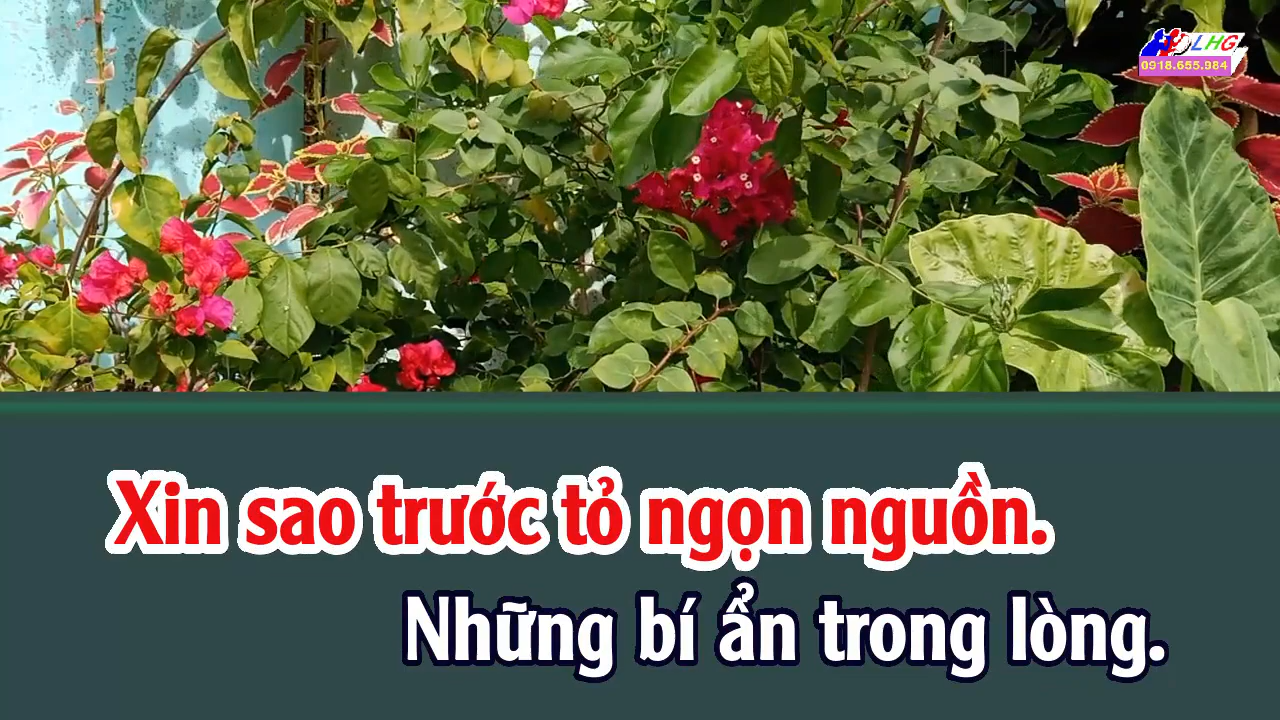 LHG
0918.655.984
Xin sao trước tỏ ngọn nguồn.
Những bí ẩn trong lòng.